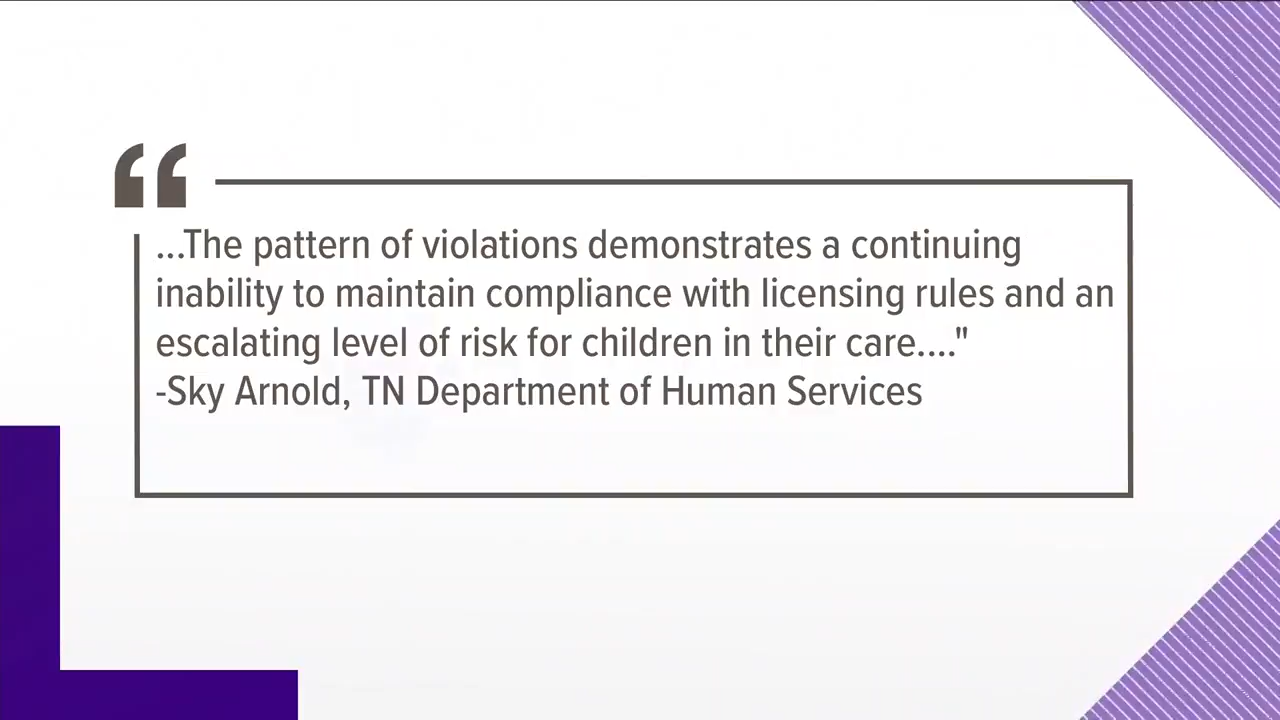 “
...The pattern of violations demonstrates a continuing
inability to maintain compliance with licensing rules and an
escalating level of risk for children in their care...."
-Sky Arnold, TN Department of Human Services